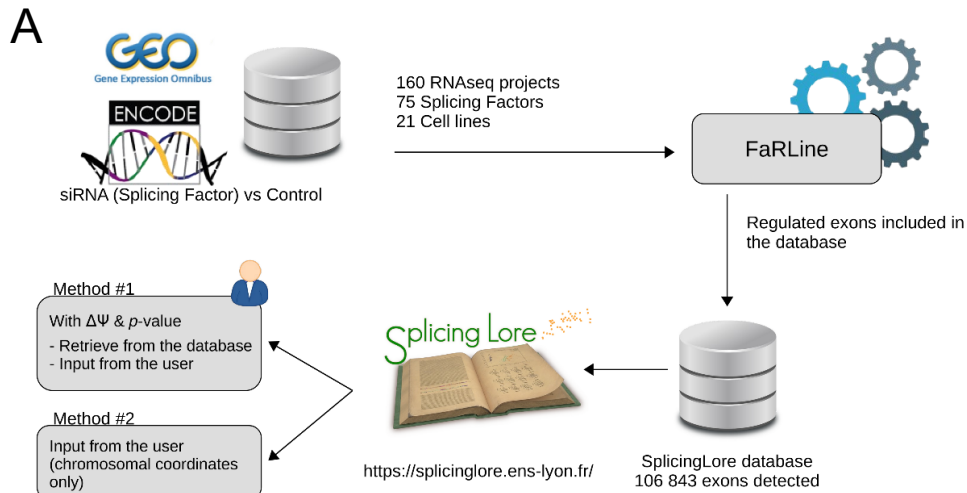 A
GEO
Gene Expression Omnibus
ENCODE
siRNA (Splicing Factor) vs Control
160 RNAseq projects
75 Splicing Factors
21 Cell lines
FaRLine
Regulated exons included in
the database
Method #1
With ΔΨ & p-value
- Retrieve from the database
- Input from the user
Method #2
Input from the user
(chromosomal coordinates
only)
Splicing Lore
https://splicinglore.ens-lyon.fr/
SplicingLore database
106 843 exons detected